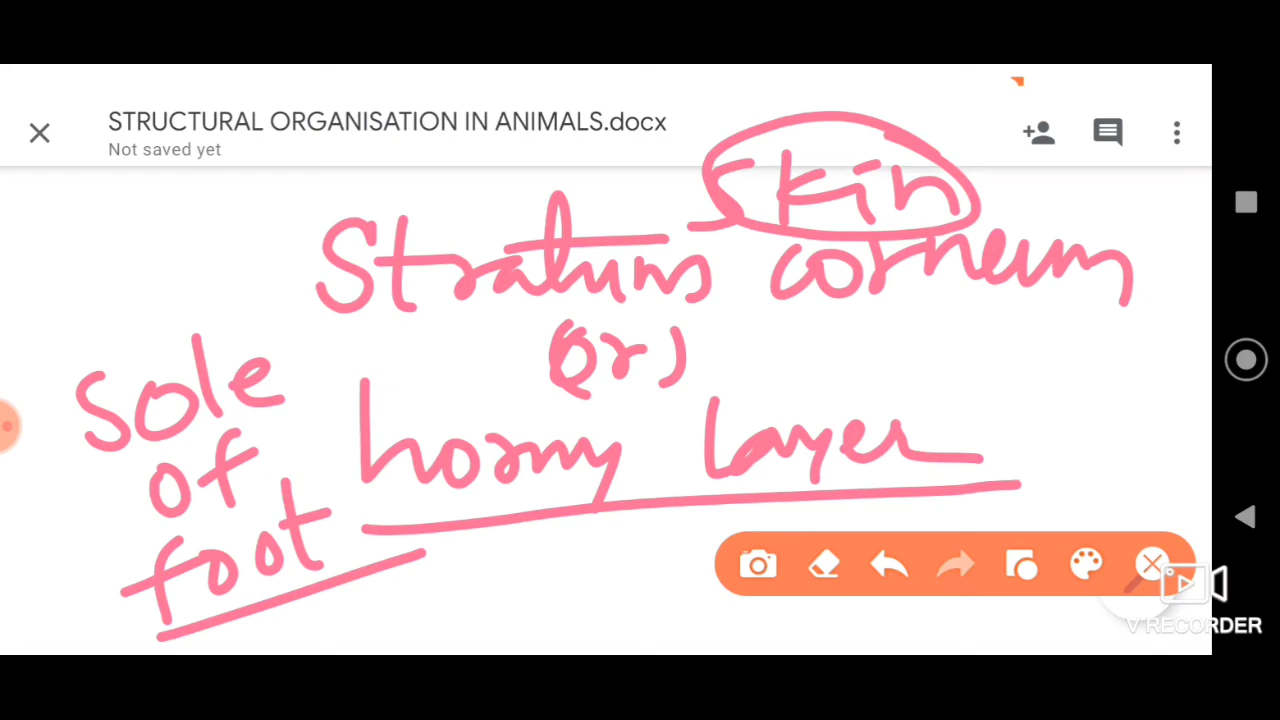 STRUCTURAL ORGANISATION IN ANIMALS.docx
Not saved yet
Skin
Stratum corneum
(or)
horny layer
Sole
of
foot
V RECORDER